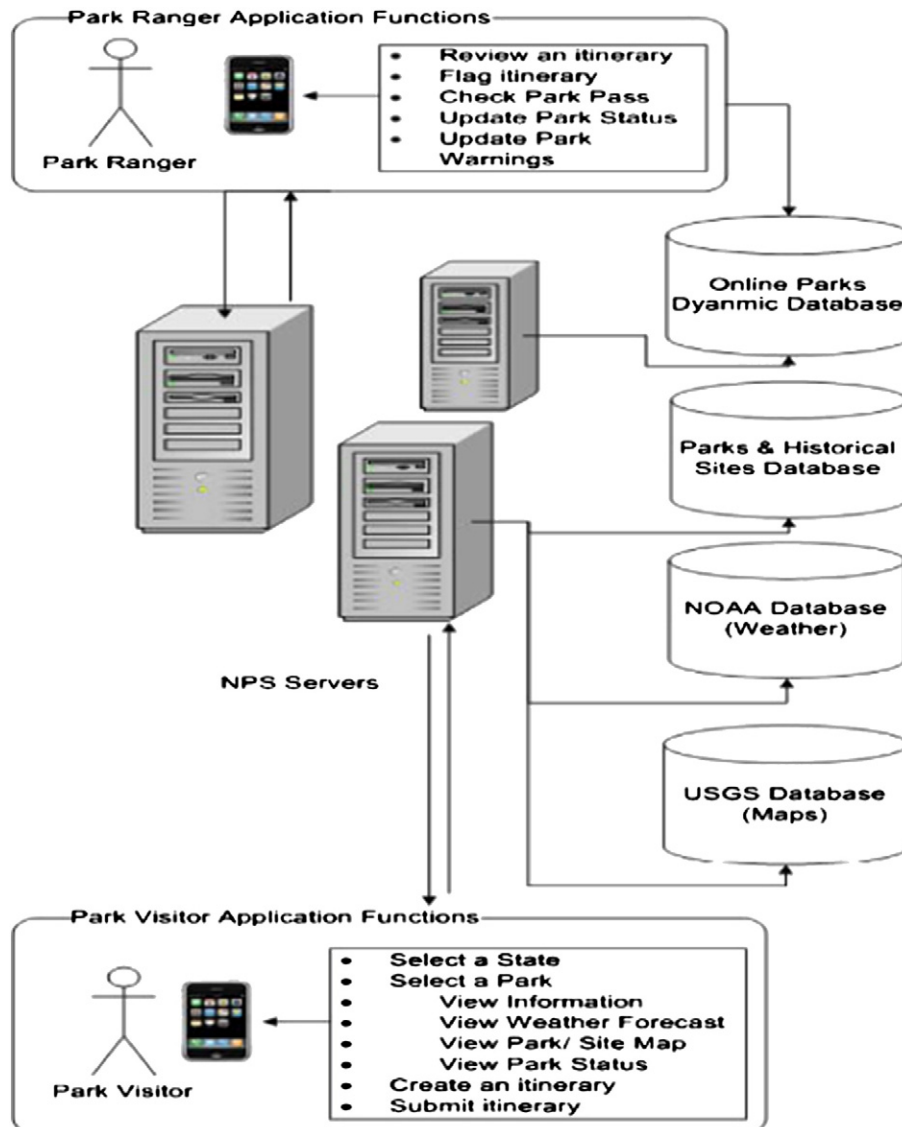 Park Ranger Application Functions
• Review an itinerary
• Flag itinerary
• Check Park Pass
• Update Park Status
• Update Park
Warnings
Park Ranger
Online Parks
Dyanmic Database
Parks & Historical
Sites Database
NOAA Database
(Weather)
NPS Servers
USGS Database
(Maps)
Park Visitor Application Functions
• Select a State
• Select a Park
• View Information
• View Weather Forecast
• View Park/ Site Map
• View Park Status
• Create an itinerary
• Submit itinerary
Park Visitor